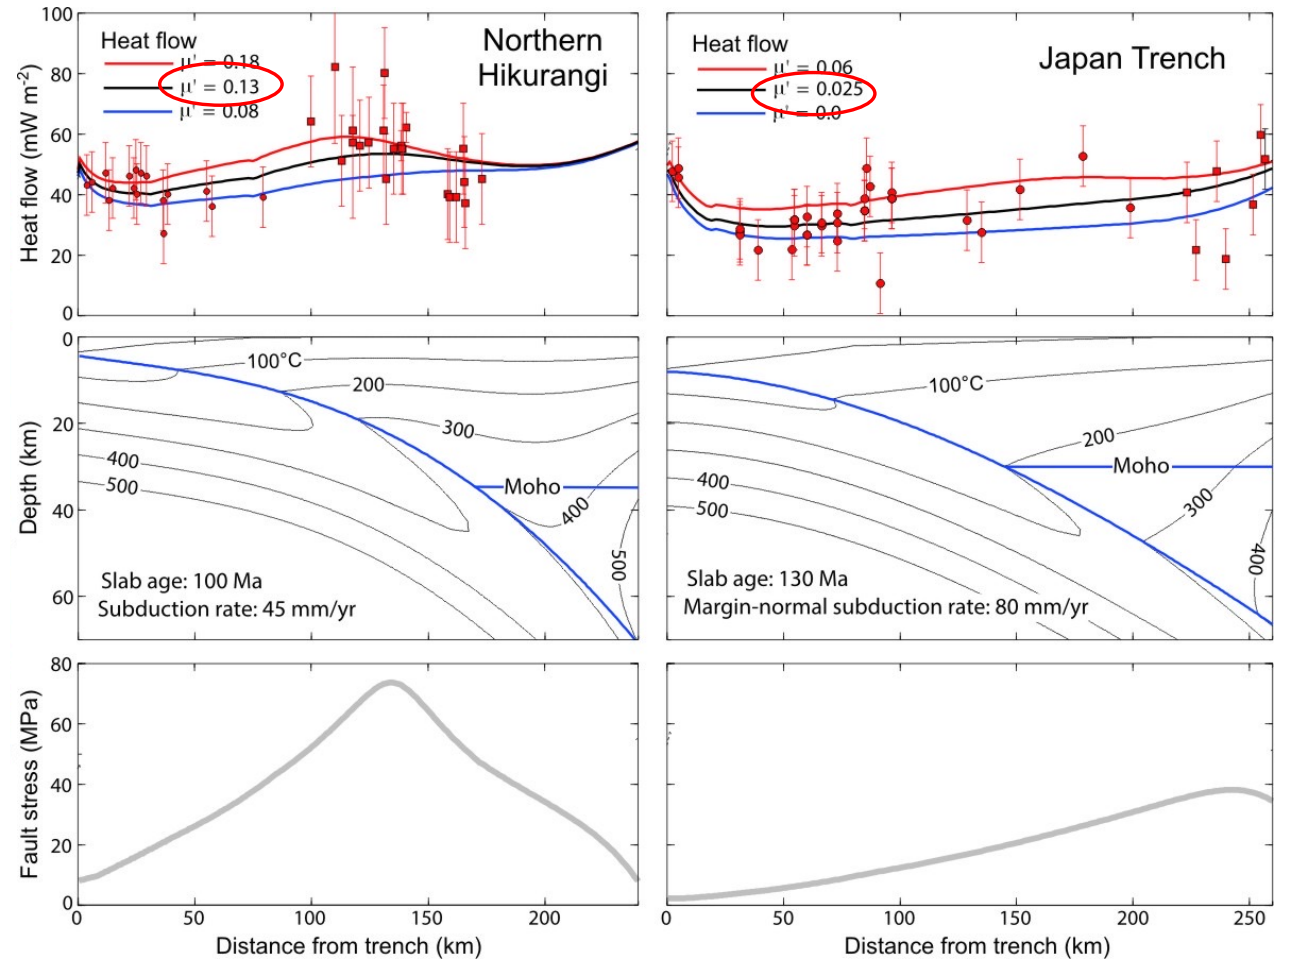 Heat flow
μ' = 0.18
μ' = 0.13
μ' = 0.08
Northern
Hikurangi
100
80
60
40
20
0
Heat flow (mW m-2)
Heat flow
μ' = 0.06
μ' = 0.025
μ' = 0.0
Japan Trench
0
20
40
60
Depth (km)
100°C
200
300
400
500
Moho
400
500
Slab age: 100 Ma
Subduction rate: 45 mm/yr
100°C
200
Moho
300
400
400
500
Slab age: 130 Ma
Margin-normal subduction rate: 80 mm/yr
80
60
40
20
0
Fault stress (MPa)
0
50
100
150
200
Distance from trench (km)
0
50
100
150
200
250
Distance from trench (km)